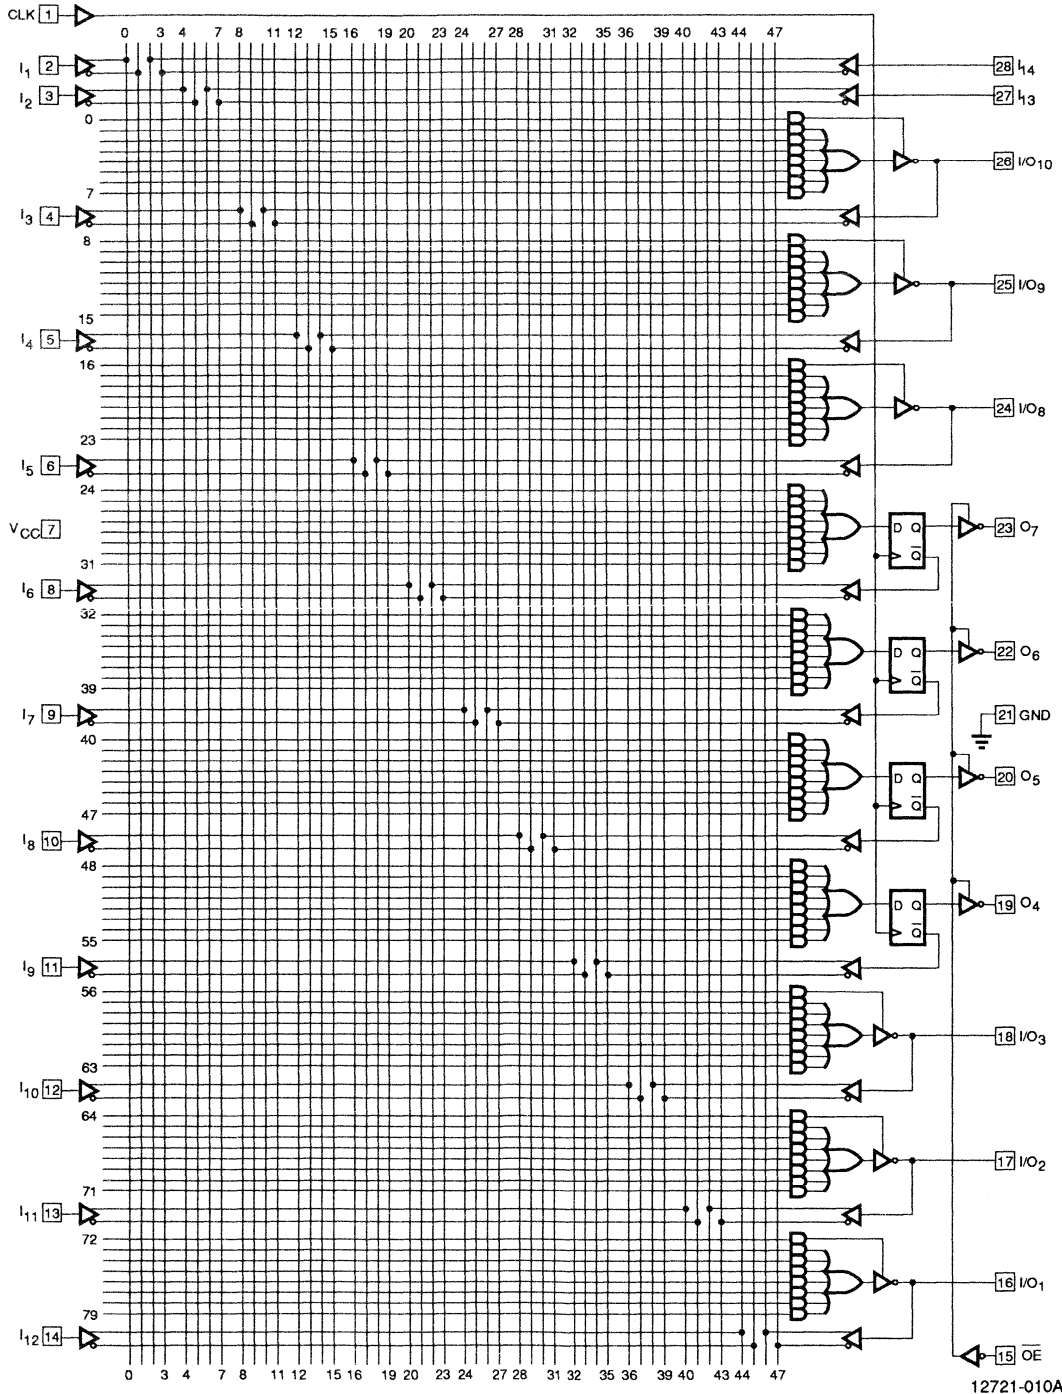 CLK 1
0 3 4 7 8 11 12 15 16 19 20 23 24 27 28 31 32 35 36 39 40 43 44 47
I1 2 28 I14
I2 3 27 I13
0
26 I/O10
7
I3 4
8
25 I/O9
15
I4 5
16
24 I/O8
23
I5 6
24
VCC 7 D Q 23 O7
Q̅
31
I6 8
32
D Q 22 O6
Q̅
39
I7 9 21 GND
40
D Q 20 O5
Q̅
47
I8 10
48
D Q 19 O4
Q̅
55
I9 11
56
18 I/O3
63
I10 12
64
17 I/O2
71
I11 13
72
16 I/O1
79
I12 14
15 O̅E̅
0 3 4 7 8 11 12 15 16 19 20 23 24 27 28 31 32 35 36 39 40 43 44 47
12721-010A